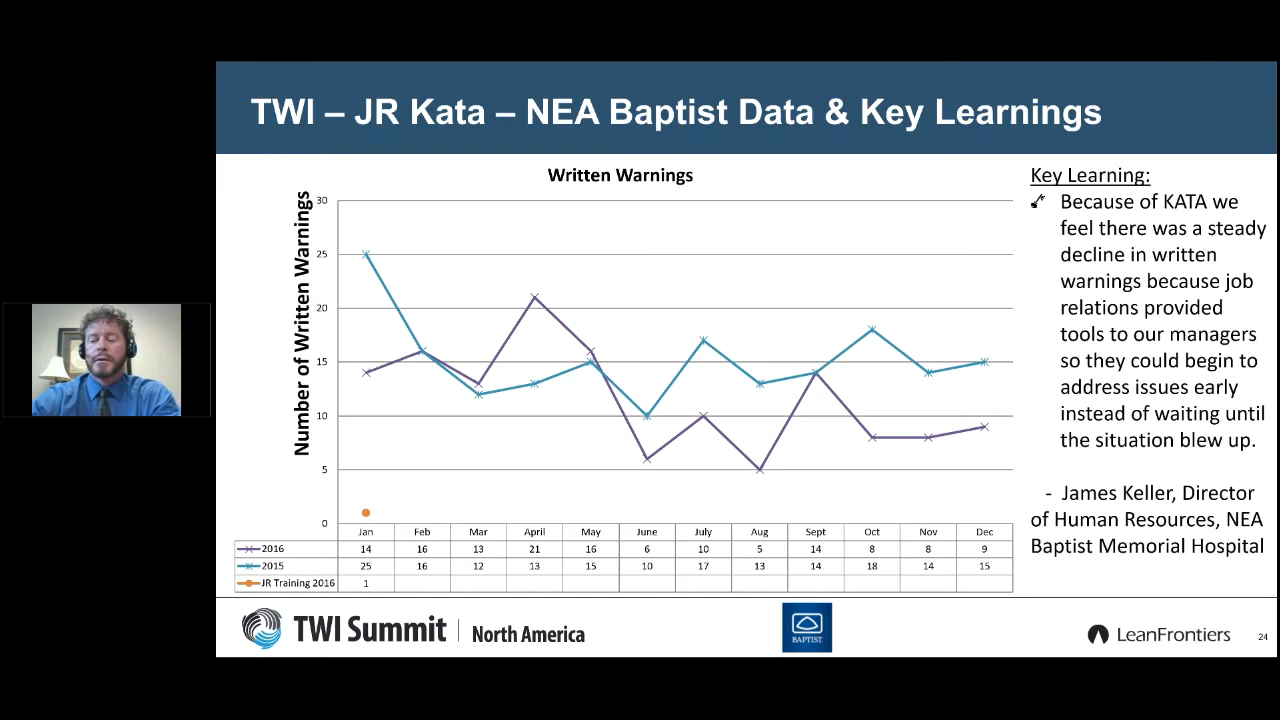 TWI – JR Kata – NEA Baptist Data & Key Learnings
Written Warnings
Number of Written Warnings
30
25
20
15
10
5
0
Jan Feb Mar April May June July Aug Sept Oct Nov Dec
2016 14 16 13 21 16 6 10 5 14 8 8 9
2015 25 16 12 13 15 10 17 13 14 18 14 15
JR Training 2016 1
Key Learning:
Because of KATA we
feel there was a steady
decline in written
warnings because job
relations provided
tools to our managers
so they could begin to
address issues early
instead of waiting until
the situation blew up.
- James Keller, Director
of Human Resources, NEA
Baptist Memorial Hospital
TWI Summit | North America
BAPTIST
LeanFrontiers
24